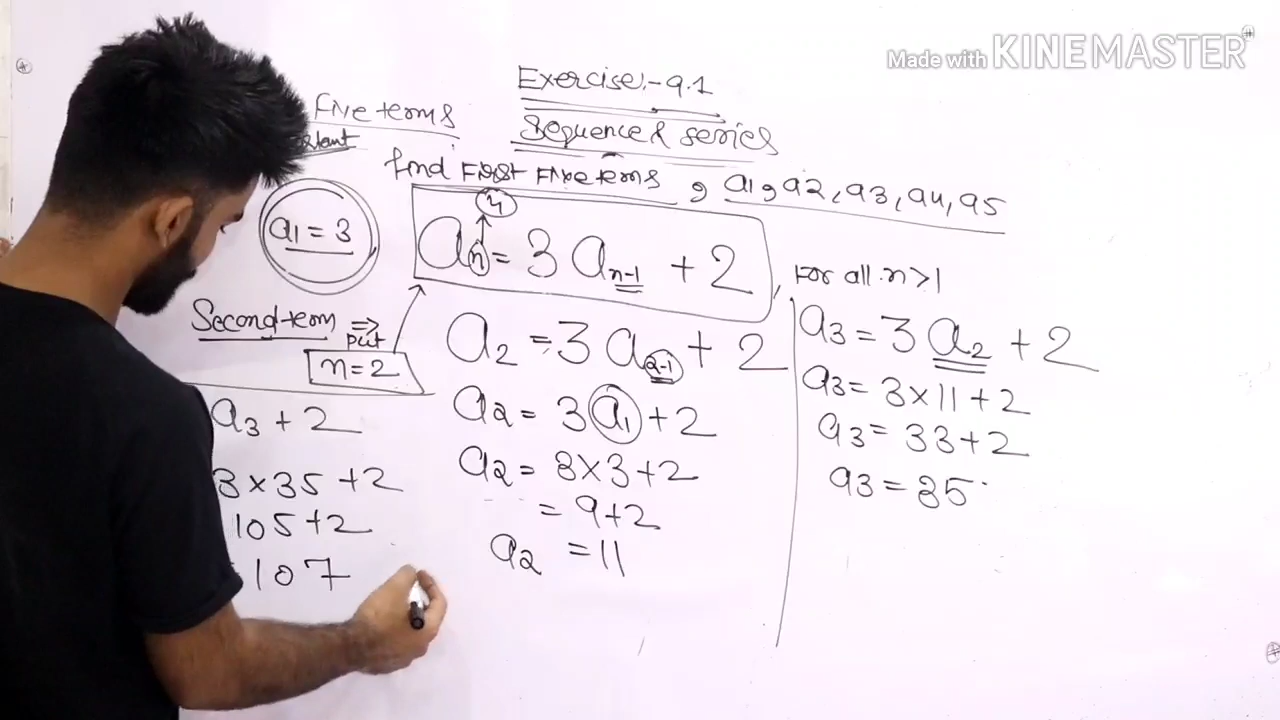 Made with KINEMASTER
Exercise:-9.1
Five terms
Sequence & series
find First Five terms , a1, a2, a3, a4, a5
a1 = 3
4
an = 3 an-1 + 2 , For all n>1
Second term ⇒
put
n=2
a2 = 3 a2-1 + 2
a2 = 3 a1 + 2
a2 = 3×3+2
= 9+2
a2 = 11
a3 = 3 a2 + 2
a3 = 3×11+2
a3 = 33+2
a3 = 35
a3 + 2
3×35+2
105+2
107